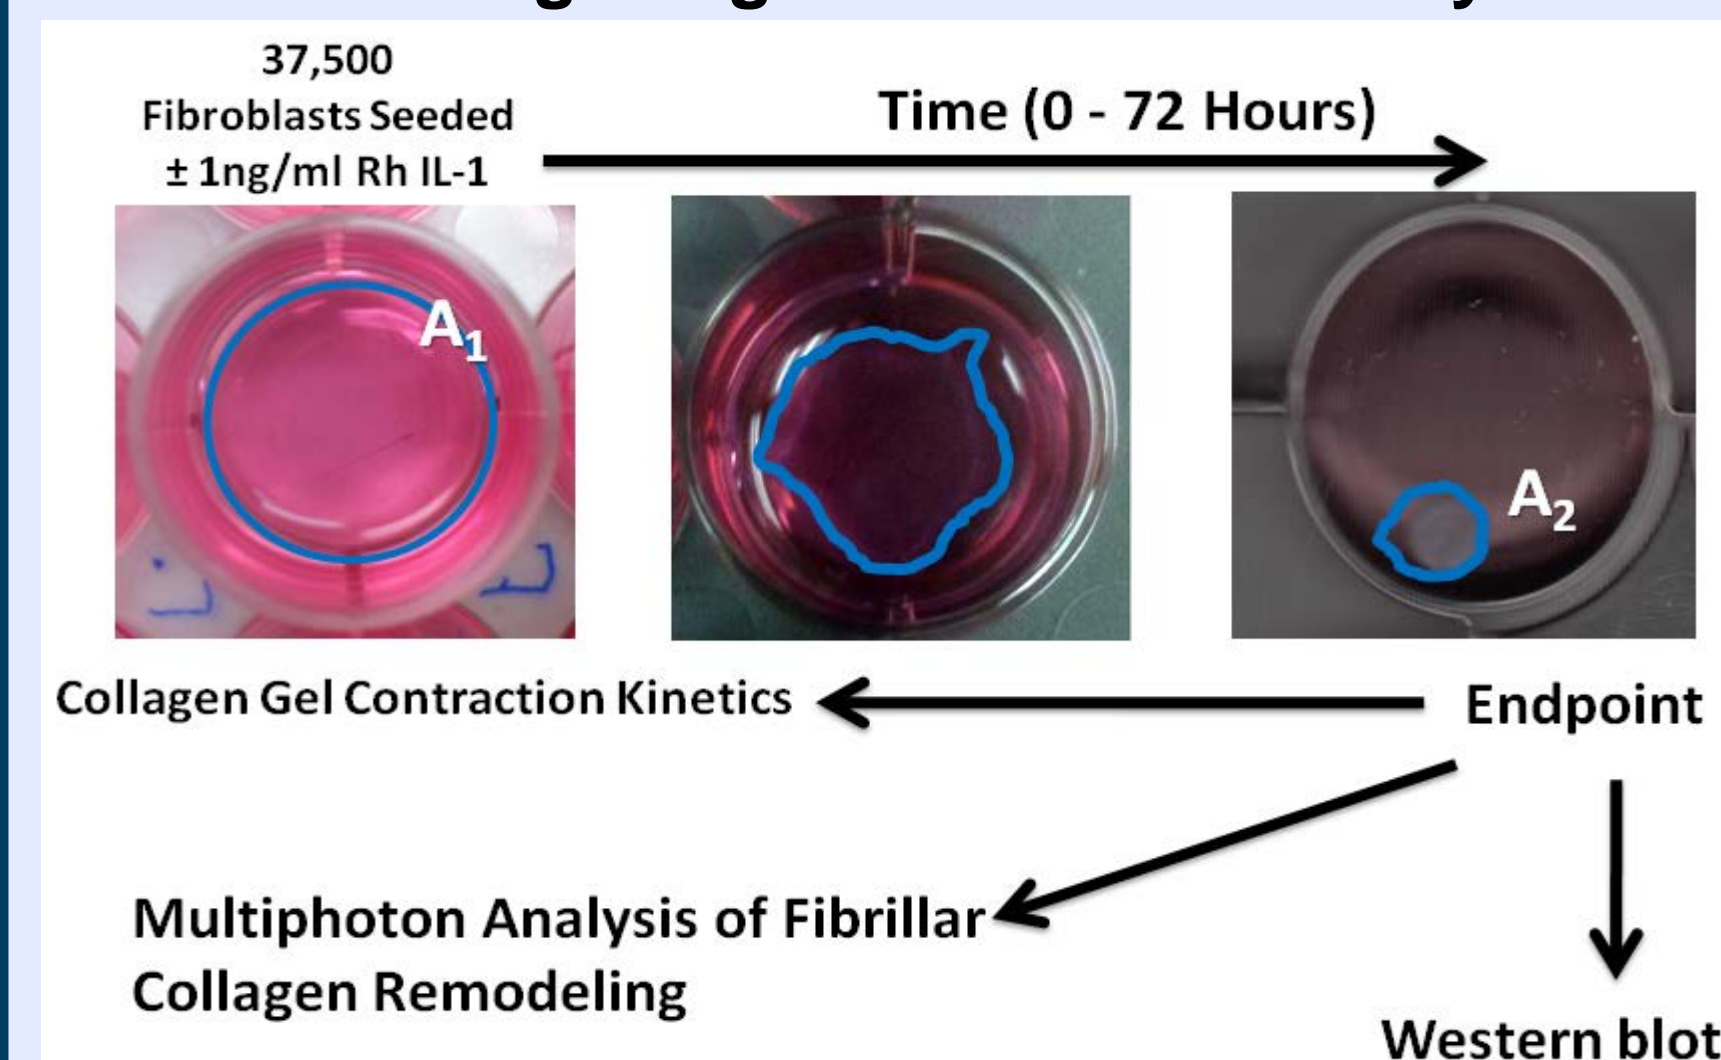 37,500
Fibroblasts Seeded
± 1ng/ml Rh IL-1
Time (0 - 72 Hours)
A₁
A₂
Collagen Gel Contraction Kinetics
Endpoint
Multiphoton Analysis of Fibrillar
Collagen Remodeling
Western blot